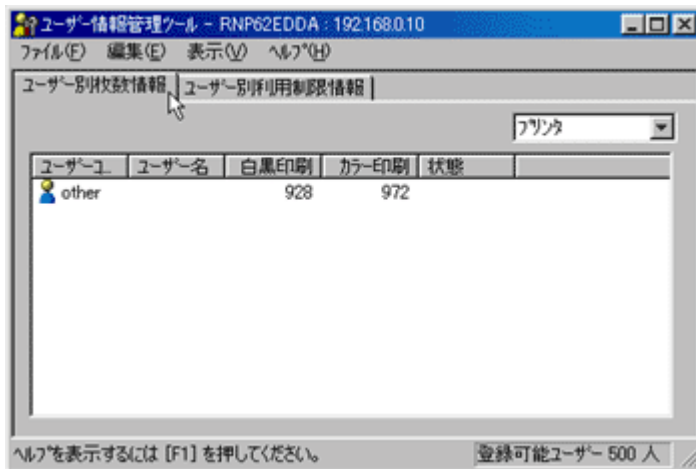 ユーザー情報管理ツール - RNP62EDDA : 192.168.0.10
ファイル(F) 編集(E) 表示(V) ヘルプ(H)
ユーザー別枚数情報 ユーザー別利用制限情報
プリンタ
ユーザーコ... ユーザー名 白黒印刷 カラー印刷 状態
other 928 972
ヘルプを表示するには [F1] を押してください。 登録可能ユーザー 500 人